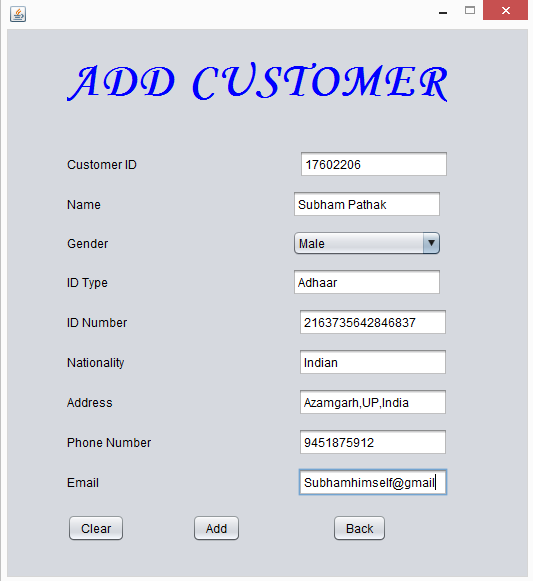 ADD CUSTOMER
Customer ID 17602206
Name Subham Pathak
Gender Male
ID Type Adhaar
ID Number 2163735642846837
Nationality Indian
Address Azamgarh,UP,India
Phone Number 9451875912
Email Subhamhimself@gmail
Clear Add Back